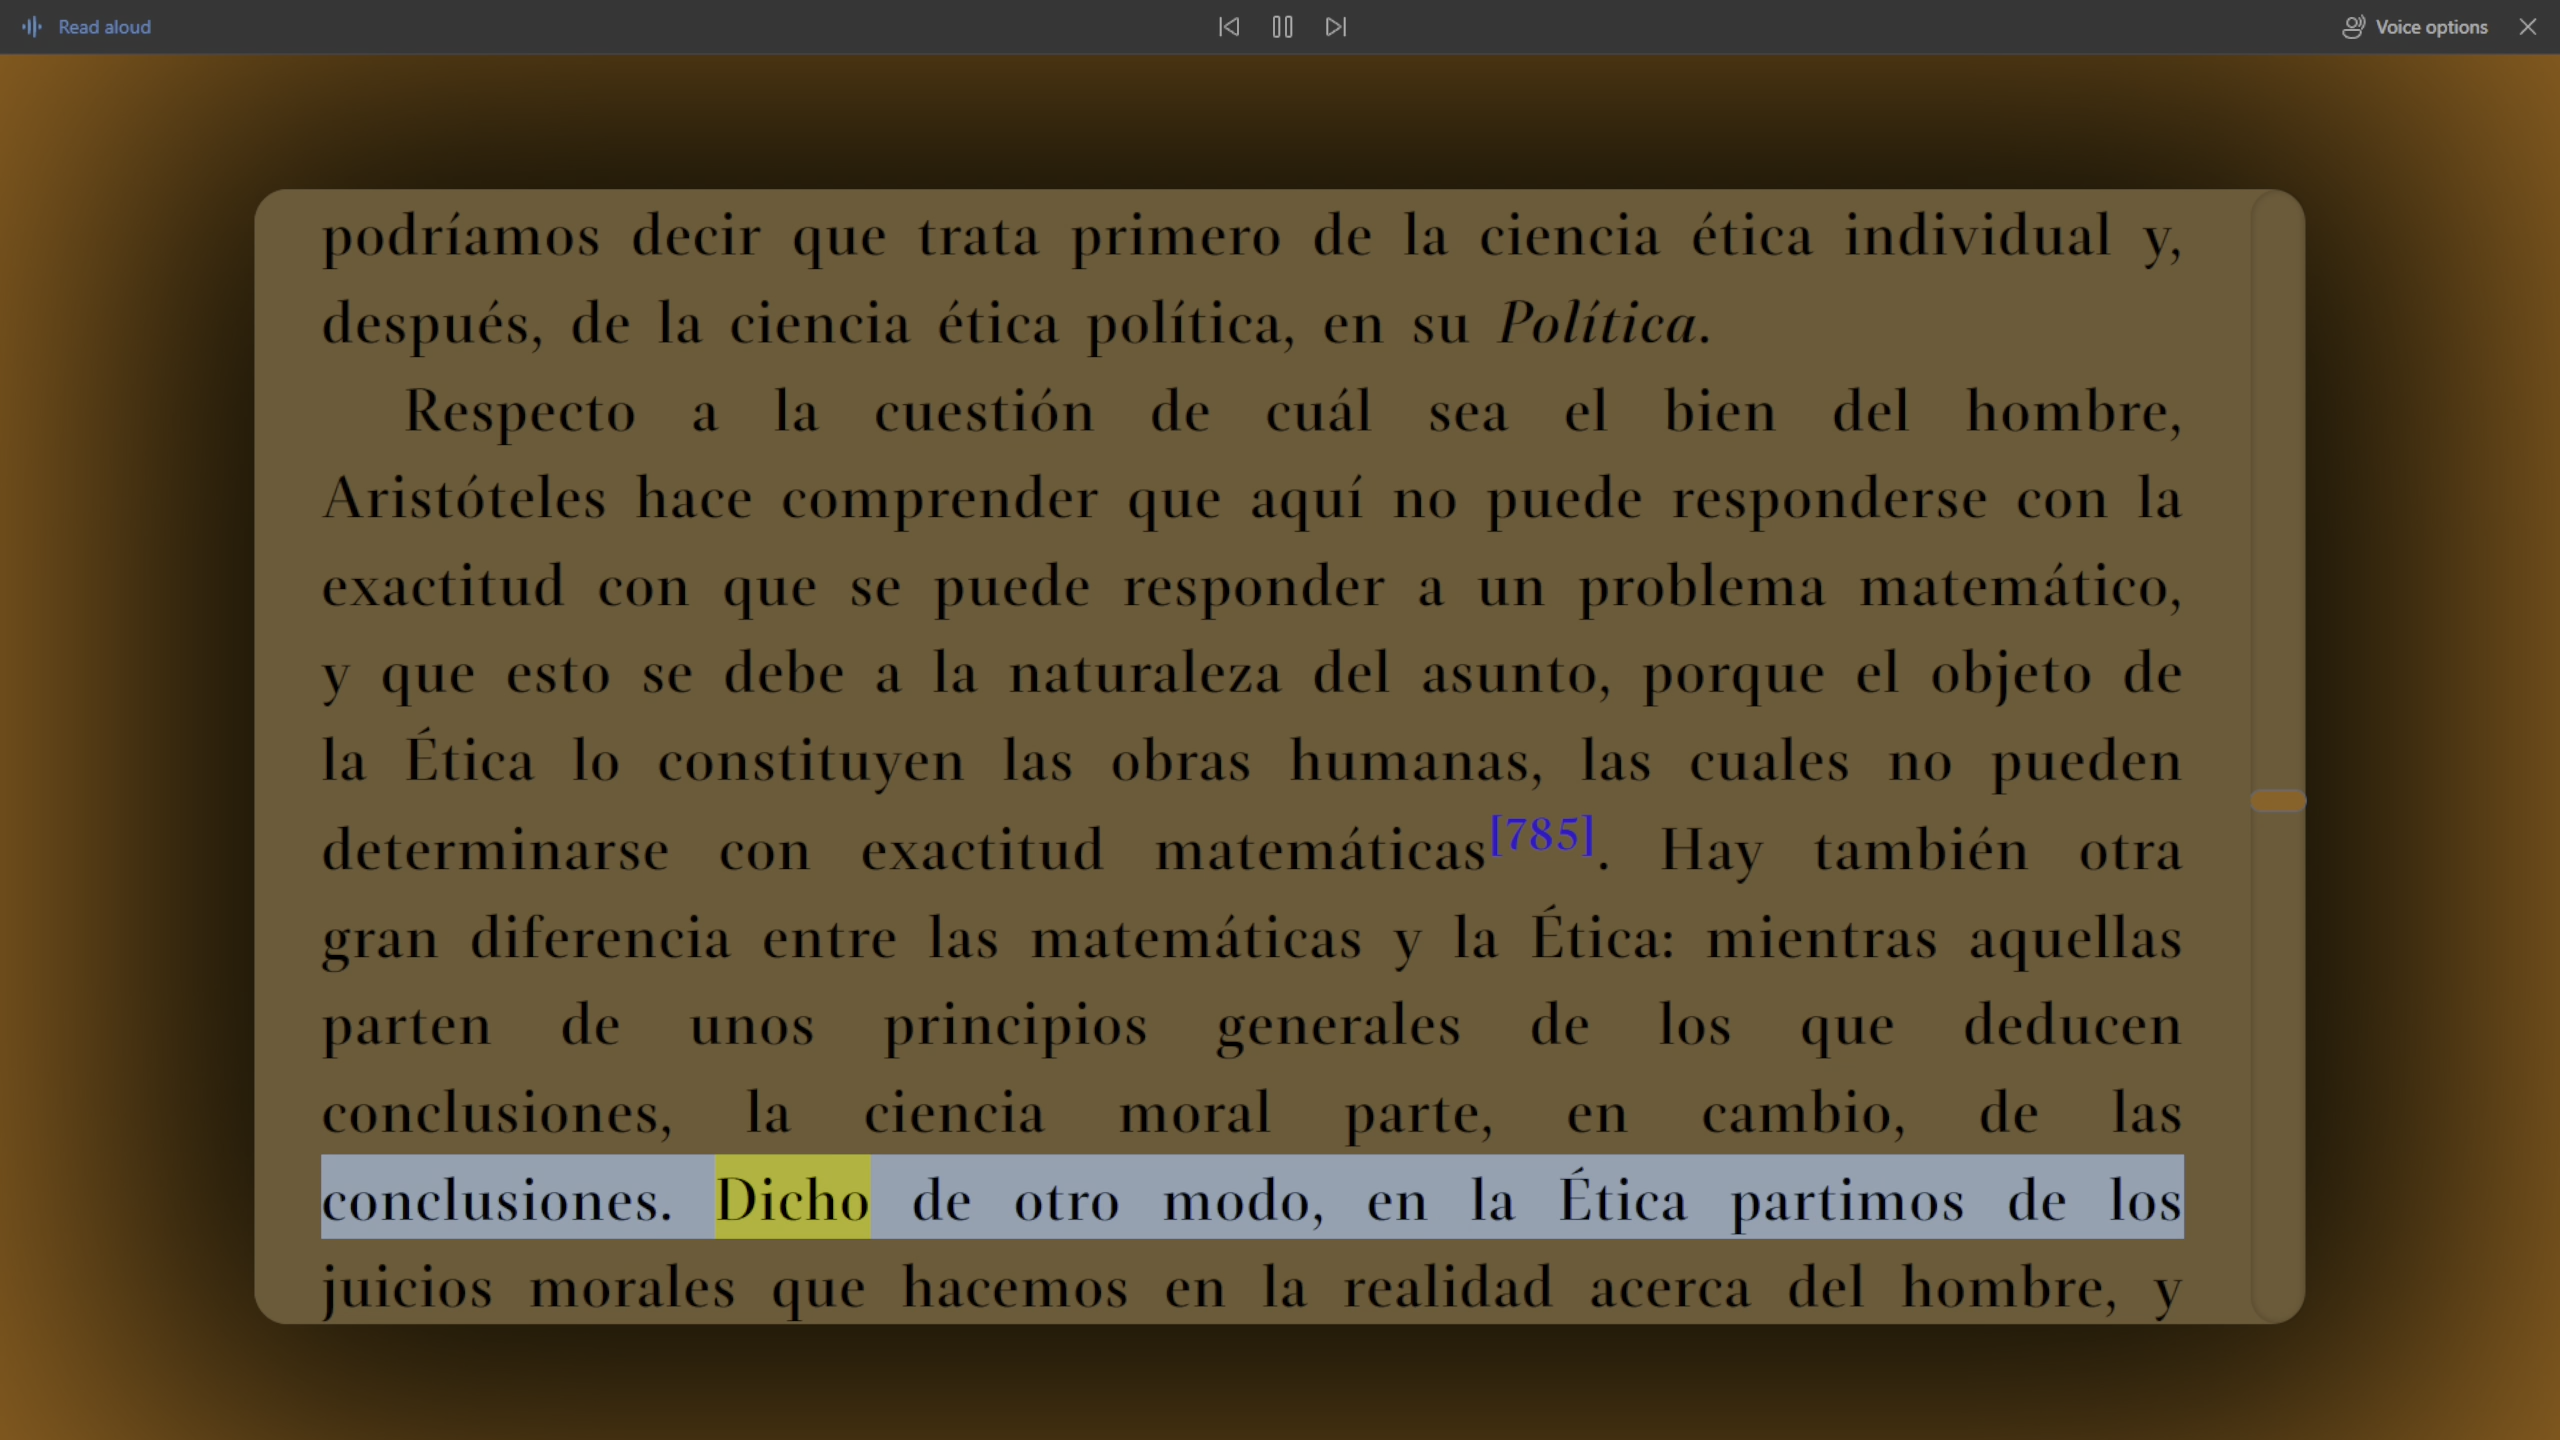 Read aloud
Voice options
podríamos decir que trata primero de la ciencia ética individual y,
después, de la ciencia ética política, en su Política.
Respecto a la cuestión de cuál sea el bien del hombre,
Aristóteles hace comprender que aquí no puede responderse con la
exactitud con que se puede responder a un problema matemático,
y que esto se debe a la naturaleza del asunto, porque el objeto de
la Ética lo constituyen las obras humanas, las cuales no pueden
determinarse con exactitud matemáticas[785]. Hay también otra
gran diferencia entre las matemáticas y la Ética: mientras aquellas
parten de unos principios generales de los que deducen
conclusiones, la ciencia moral parte, en cambio, de las
conclusiones. Dicho de otro modo, en la Ética partimos de los
juicios morales que hacemos en la realidad acerca del hombre, y